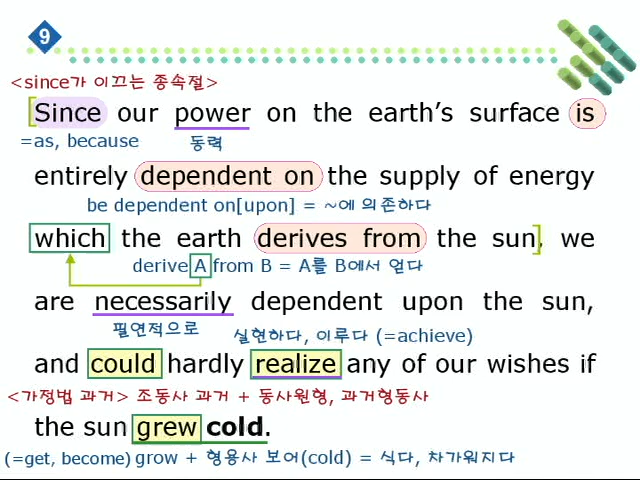 9
<since가 이끄는 종속절>
Since our power on the earth's surface is
=as, because 동력
entirely dependent on the supply of energy
be dependent on[upon] = ~에 의존하다
which the earth derives from the sun, we
derive A from B = A를 B에서 얻다
are necessarily dependent upon the sun,
필연적으로 실현하다, 이루다 (=achieve)
and could hardly realize any of our wishes if
<가정법 과거> 조동사 과거 + 동사원형, 과거형동사
the sun grew cold.
(=get, become) grow + 형용사 보어(cold) = 식다, 차가워지다